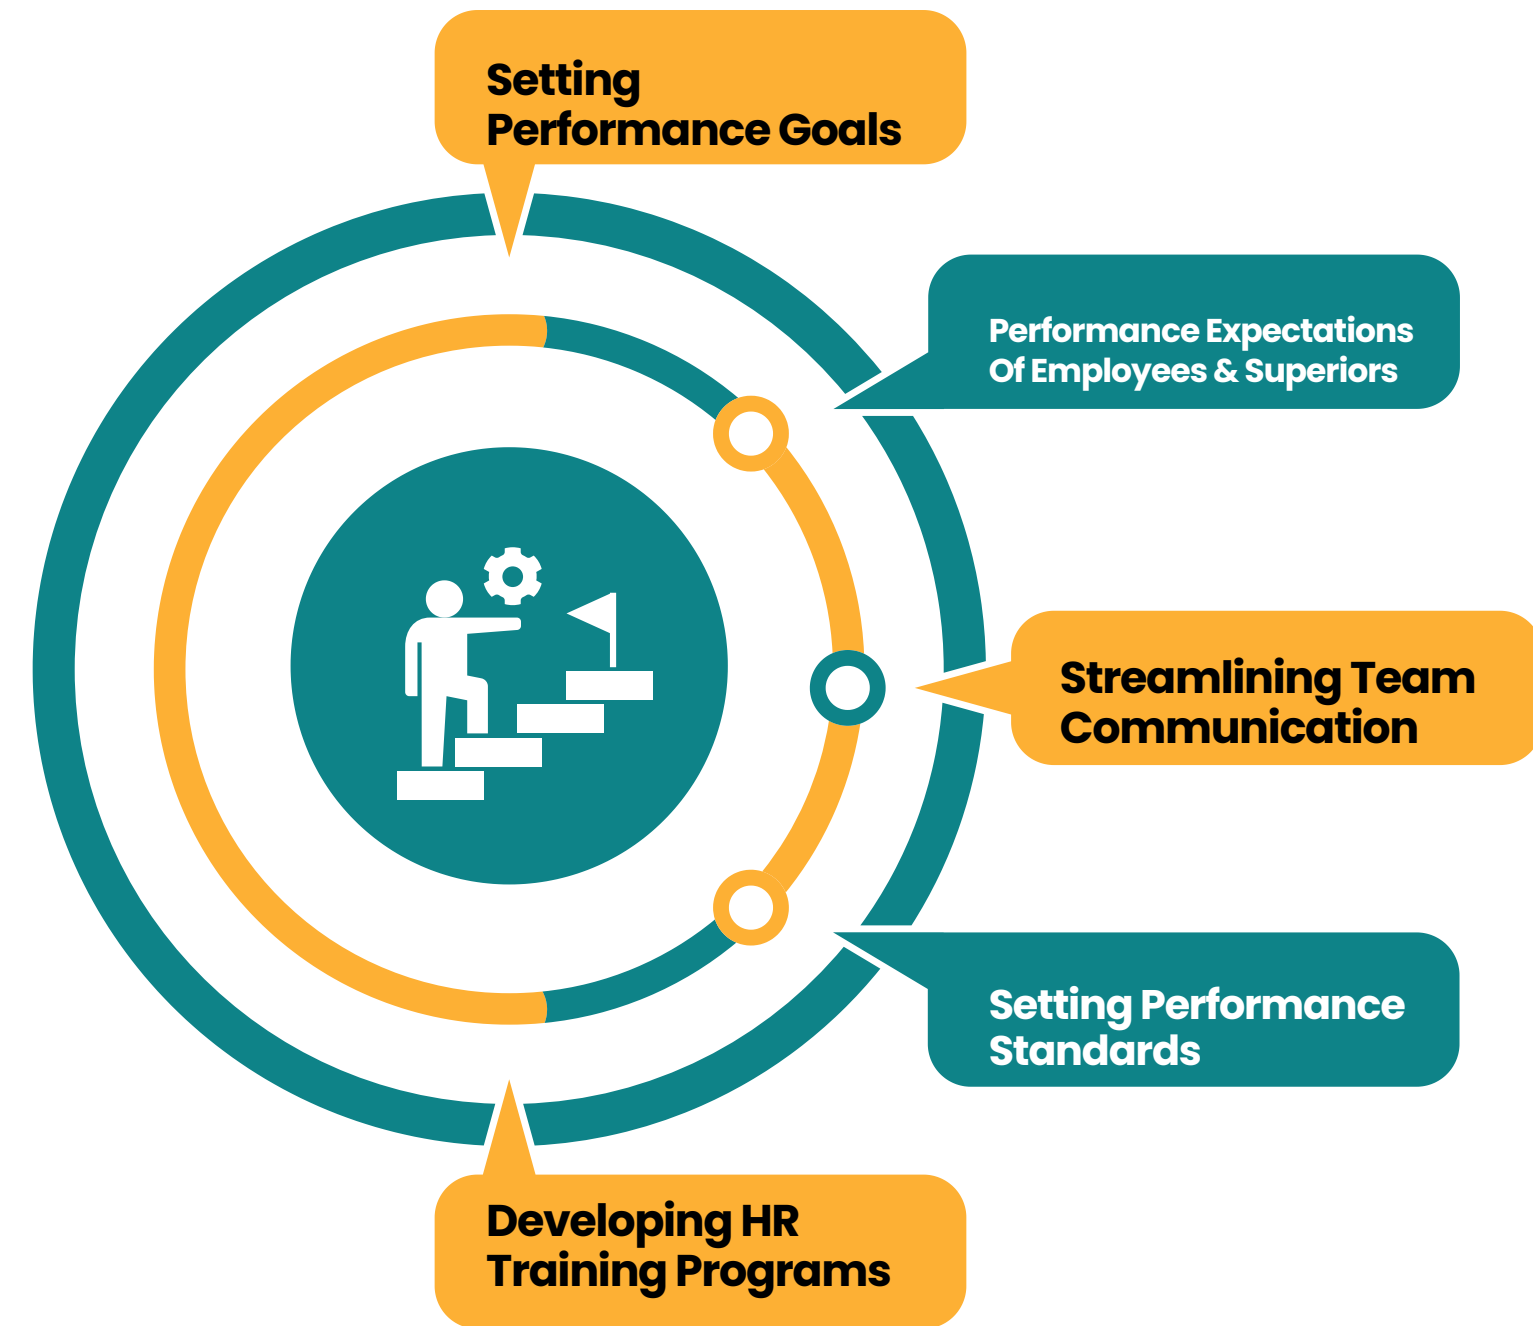 Setting
Performance Goals
Performance Expectations
Of Employees & Superiors
Streamlining Team
Communication
Setting Performance
Standards
Developing HR
Training Programs